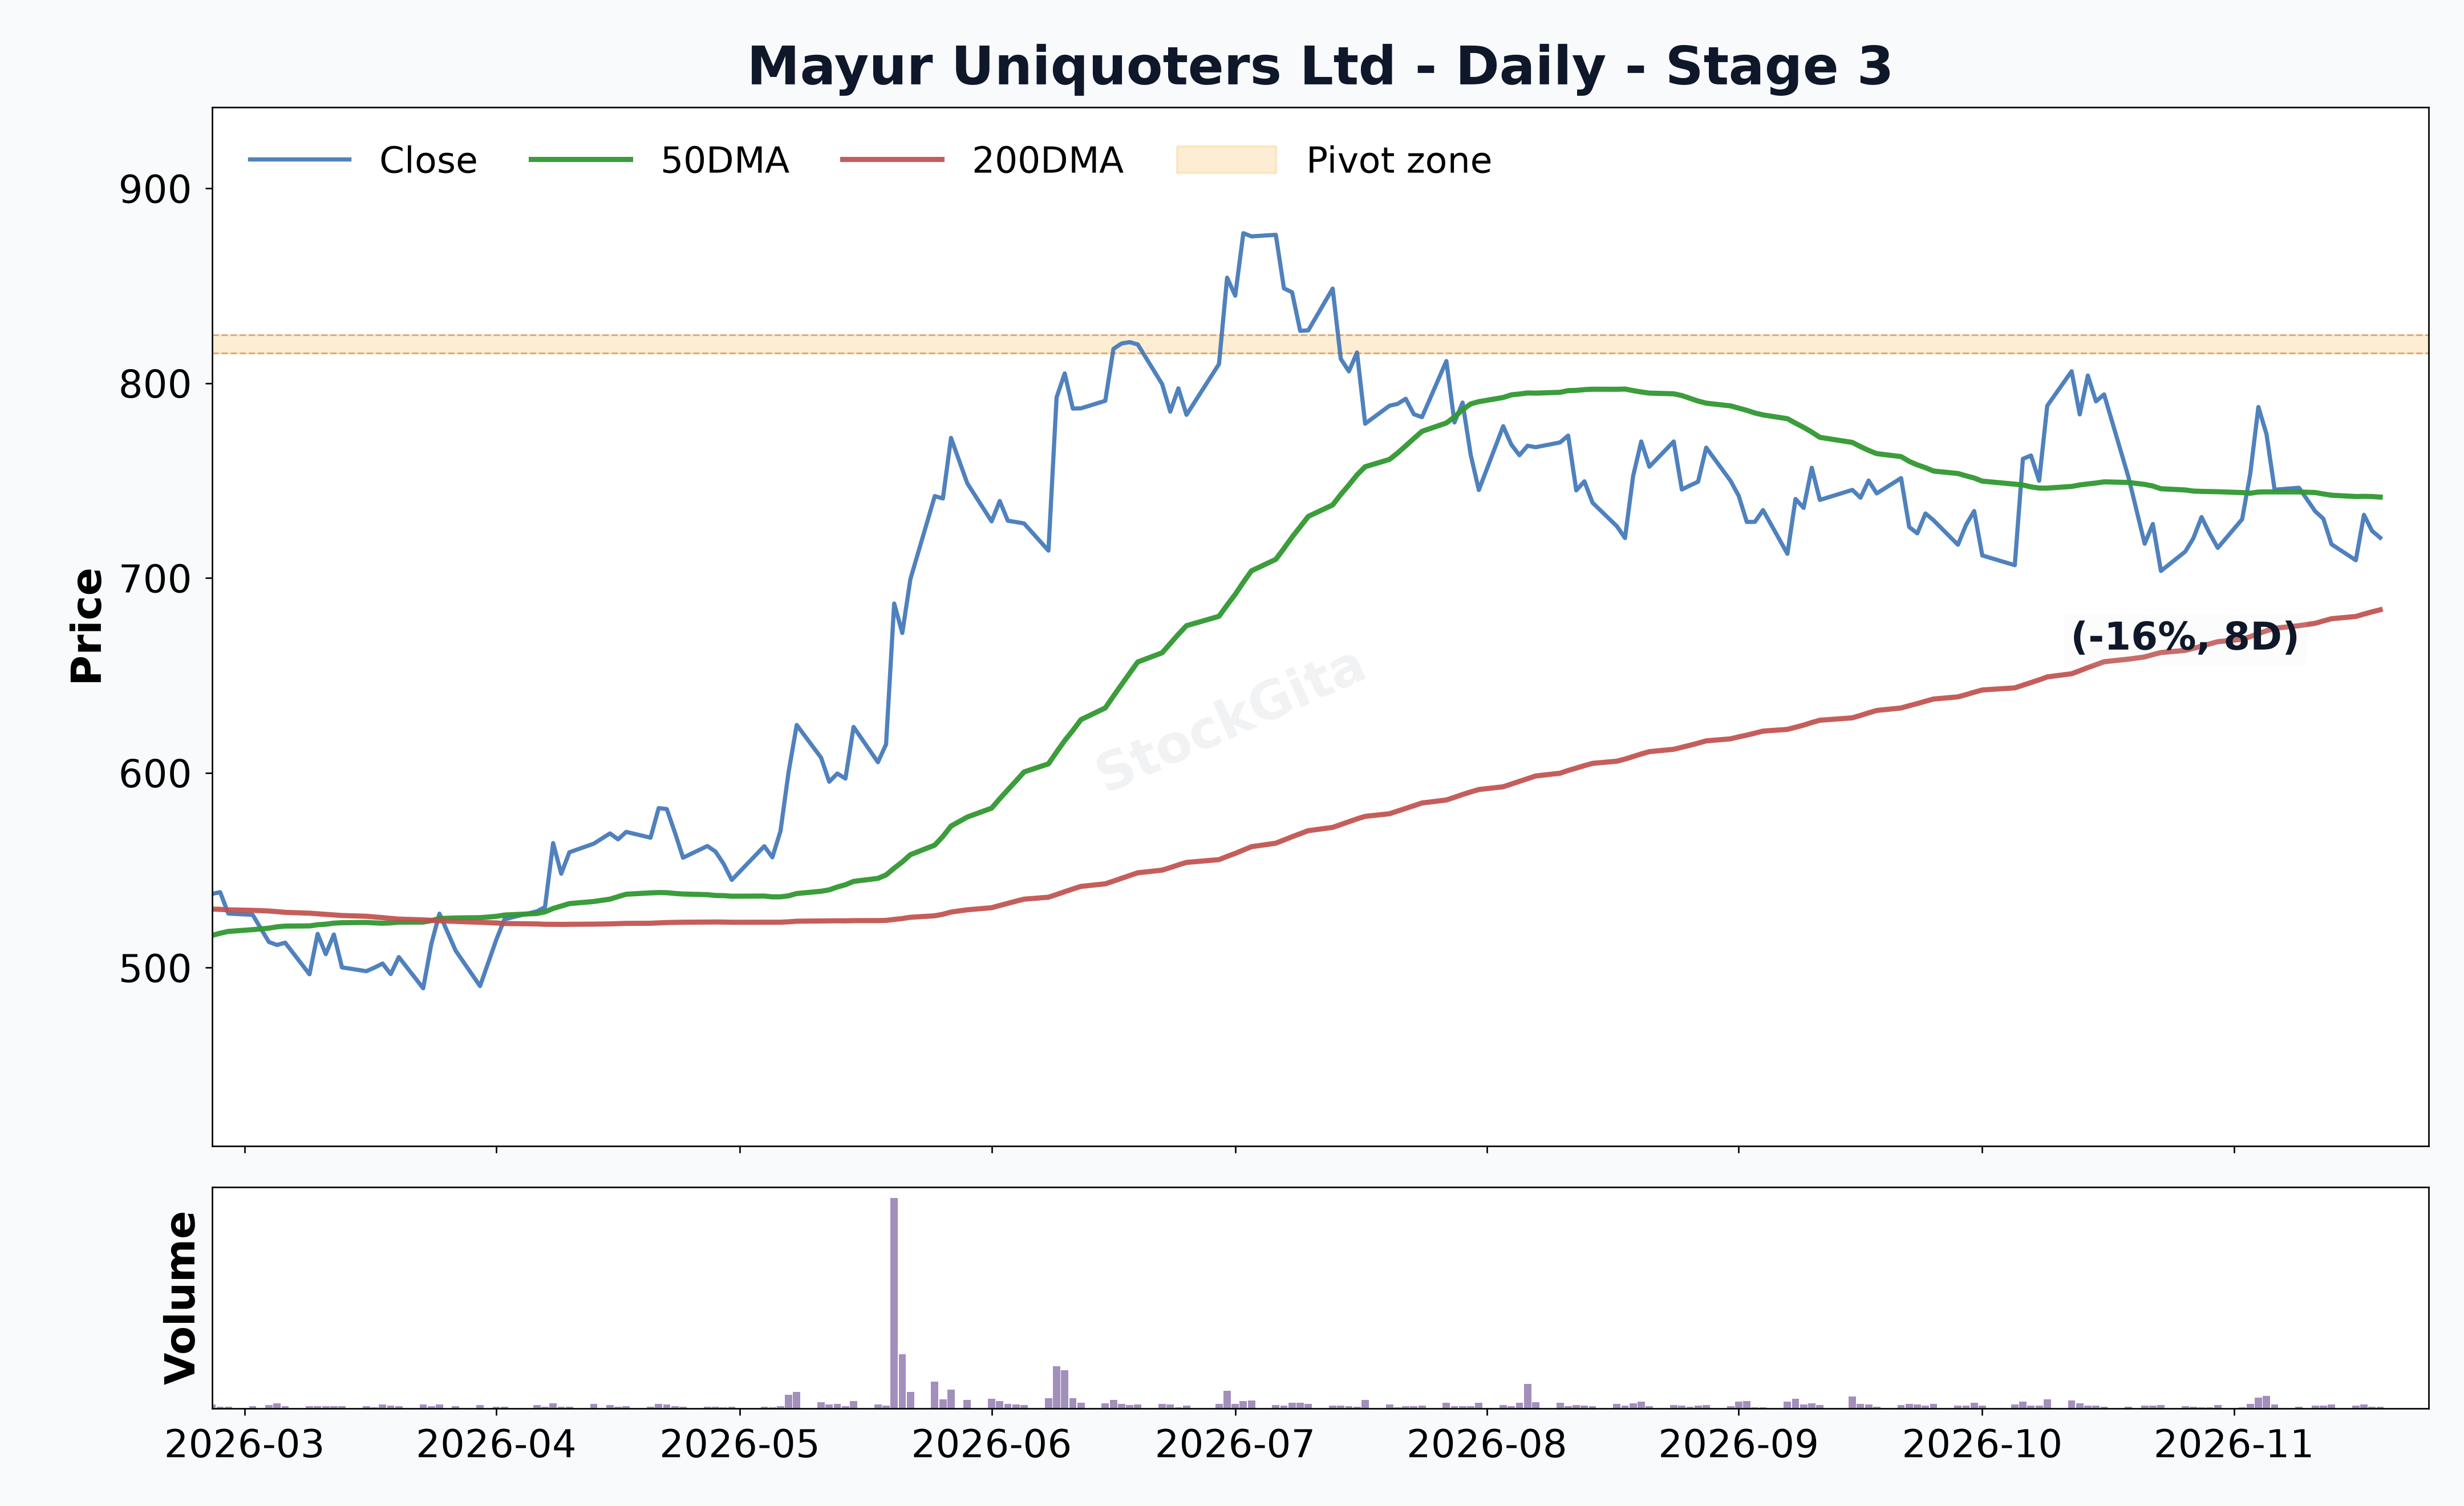 Mayur Uniquoters Ltd - Daily - Stage 3
Close 50DMA 200DMA Pivot zone
900
800
700
600
500
Price
(-16%, 8D)
StockGita
Volume
2026-03 2026-04 2026-05 2026-06 2026-07 2026-08 2026-09 2026-10 2026-11